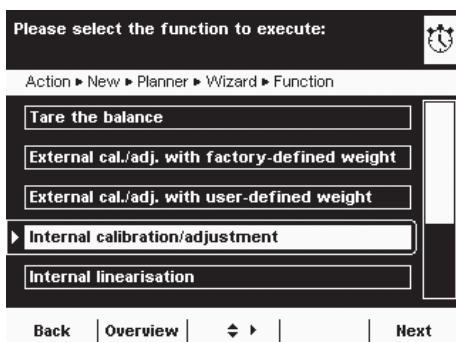 Please select the function to execute:
Action ▸ New ▸ Planner ▸ Wizard ▸ Function
Tare the balance
External cal./adj. with factory-defined weight
External cal./adj. with user-defined weight
Internal calibration/adjustment
Internal linearisation
Back Overview Next